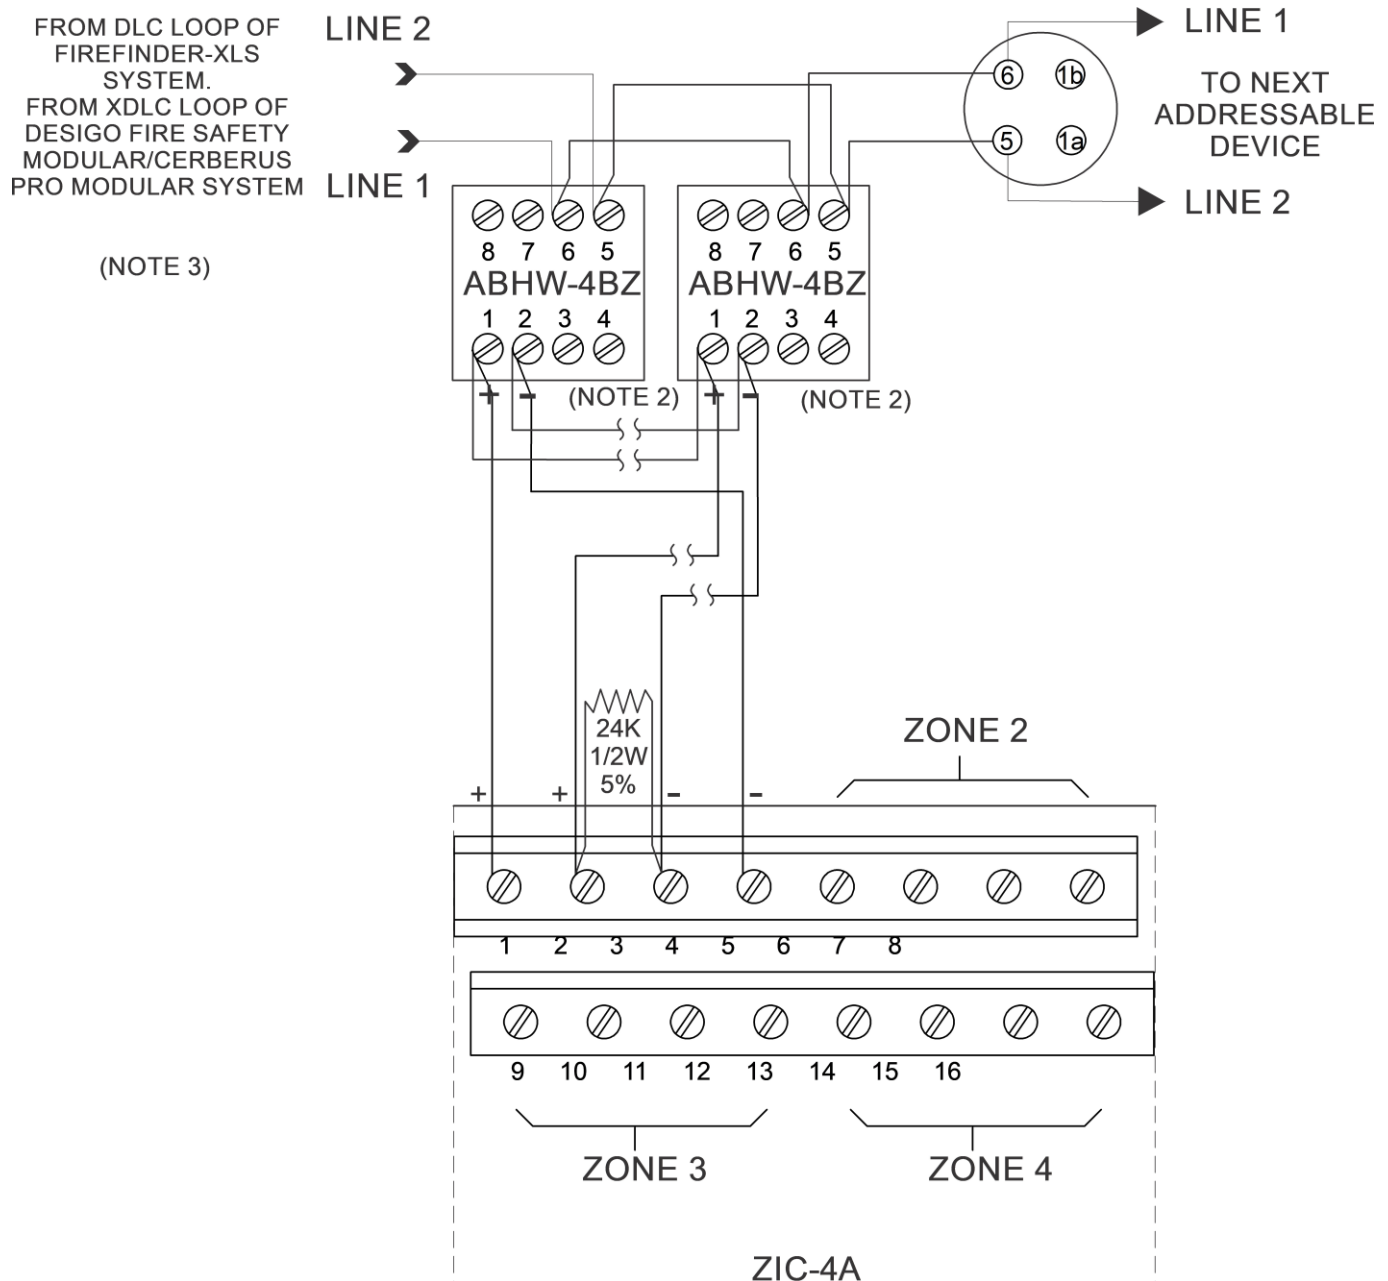 FROM DLC LOOP OF
FIREFINDER-XLS
SYSTEM.
FROM XDLC LOOP OF
DESIGO FIRE SAFETY
MODULAR/CERBERUS
PRO MODULAR SYSTEM
(NOTE 3)
LINE 2
LINE 1
LINE 1
TO NEXT
ADDRESSABLE
DEVICE
LINE 2
6 1b
5 1a
8 7 6 5
ABHW-4BZ
1 2 3 4
+ -
(NOTE 2)
8 7 6 5
ABHW-4BZ
1 2 3 4
+ -
(NOTE 2)
24K
1/2W
5%
+ + - -
ZONE 2
1 2 3 4 5 6 7 8
9 10 11 12 13 14 15 16
ZONE 3
ZONE 4
ZIC-4A